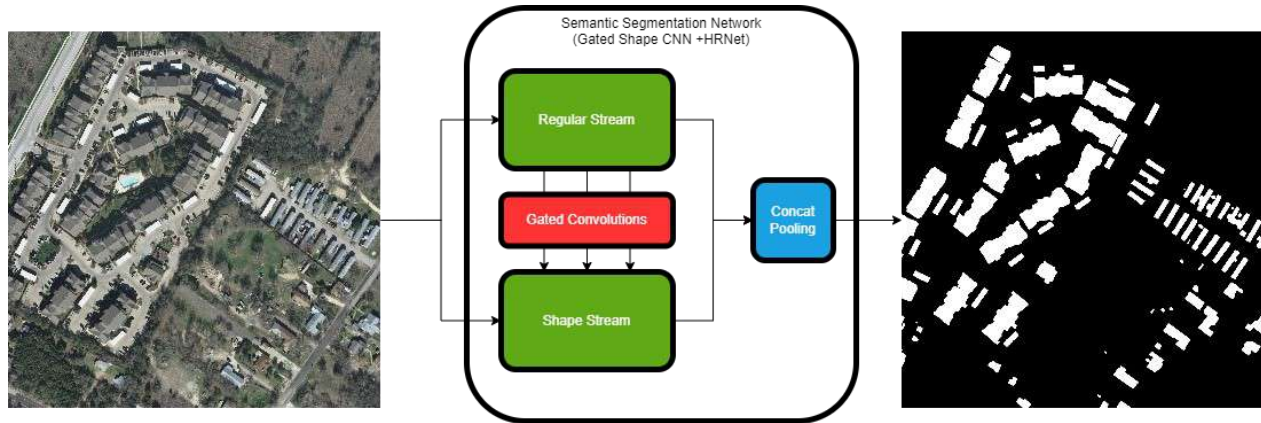 Semantic Segmentation Network
(Gated Shape CNN +HRNet)
Regular Stream
Gated Convolutions
Concat
Pooling
Shape Stream